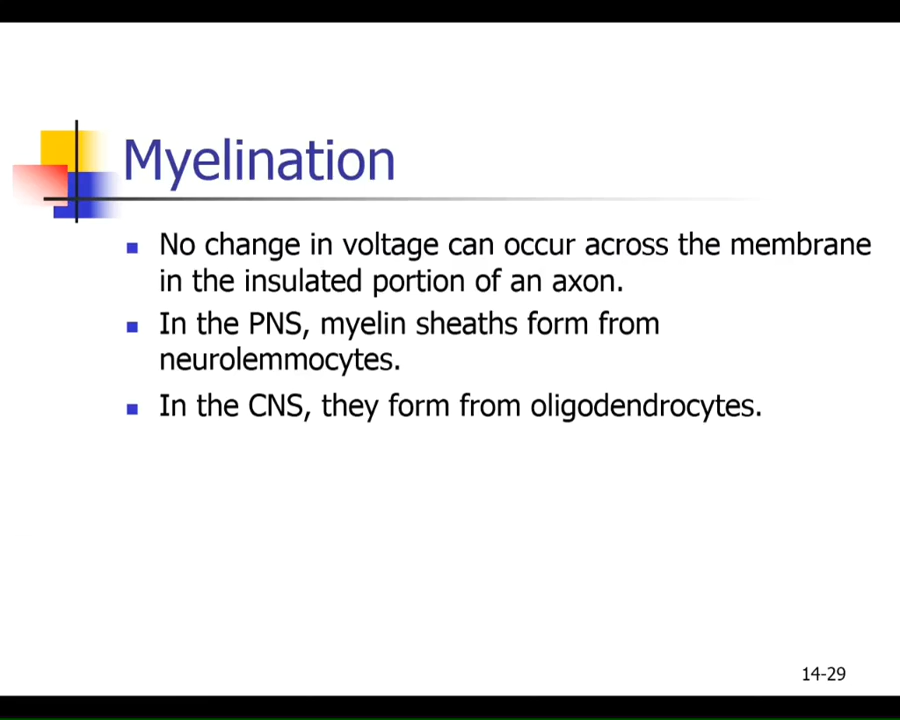 Myelination
No change in voltage can occur across the membrane
in the insulated portion of an axon.
In the PNS, myelin sheaths form from
neurolemmocytes.
In the CNS, they form from oligodendrocytes.
14-29